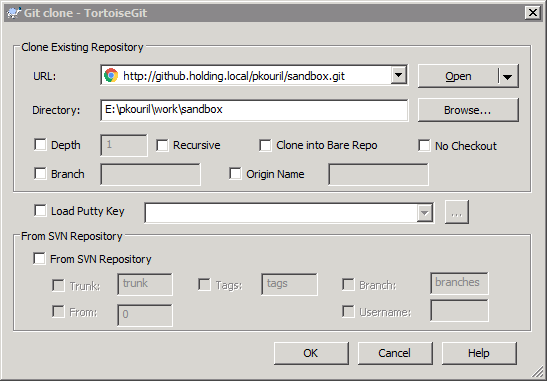 Git clone - TortoiseGit
Clone Existing Repository
URL: http://github.holding.local/pkouril/sandbox.git Open
Directory: E:\pkouril\work\sandbox Browse...
Depth 1 Recursive Clone into Bare Repo No Checkout
Branch Origin Name
Load Putty Key ...
From SVN Repository
From SVN Repository
Trunk: trunk Tags: tags Branch: branches
From: 0 Username:
OK Cancel Help